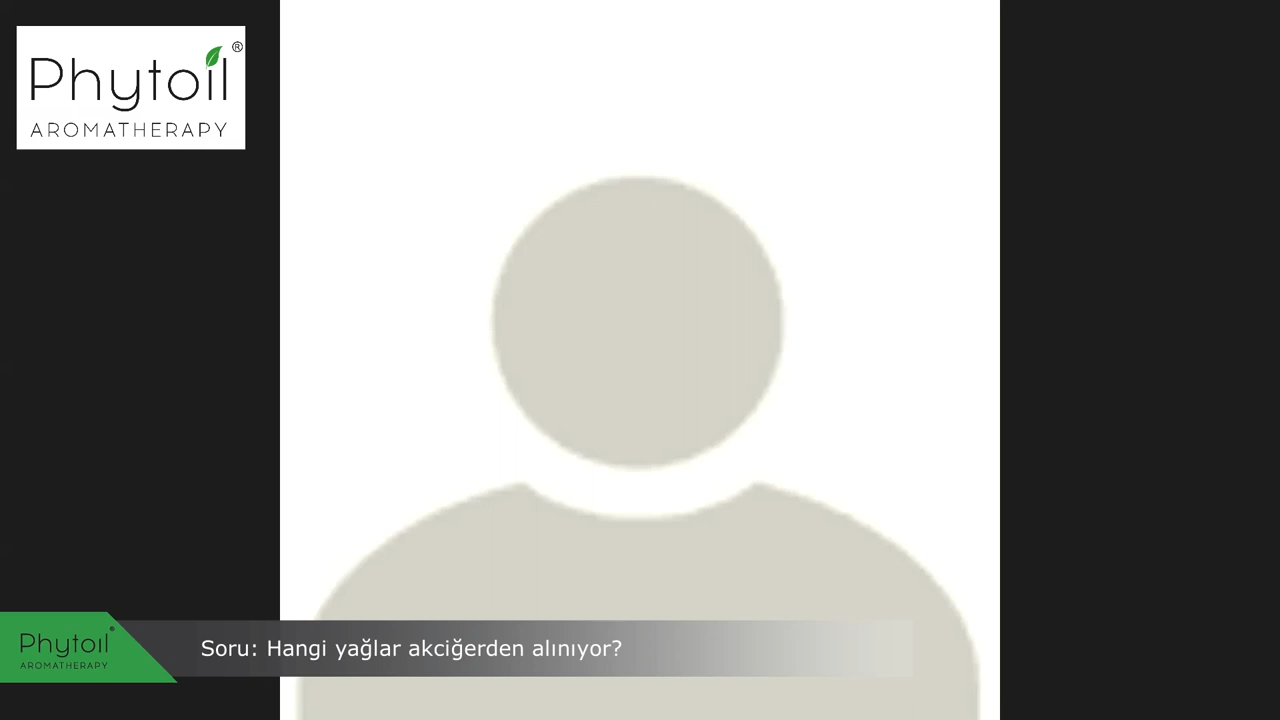 Phytoil®
AROMATHERAPY
Phytoil®
AROMATHERAPY
Soru: Hangi yağlar akciğerden alınıyor?